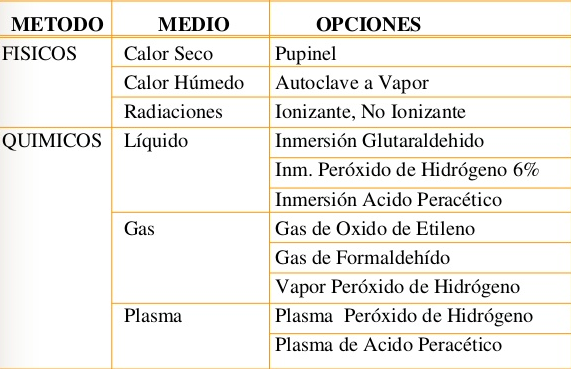 METODO MEDIO OPCIONES
FISICOS Calor Seco Pupinel
Calor Húmedo Autoclave a Vapor
Radiaciones Ionizante, No Ionizante
QUIMICOS Líquido Inmersión Glutaraldehido
Inm. Peróxido de Hidrógeno 6%
Inmersión Acido Peracético
Gas Gas de Oxido de Etileno
Gas de Formaldehído
Vapor Peróxido de Hidrógeno
Plasma Plasma Peróxido de Hidrógeno
Plasma de Acido Peracético